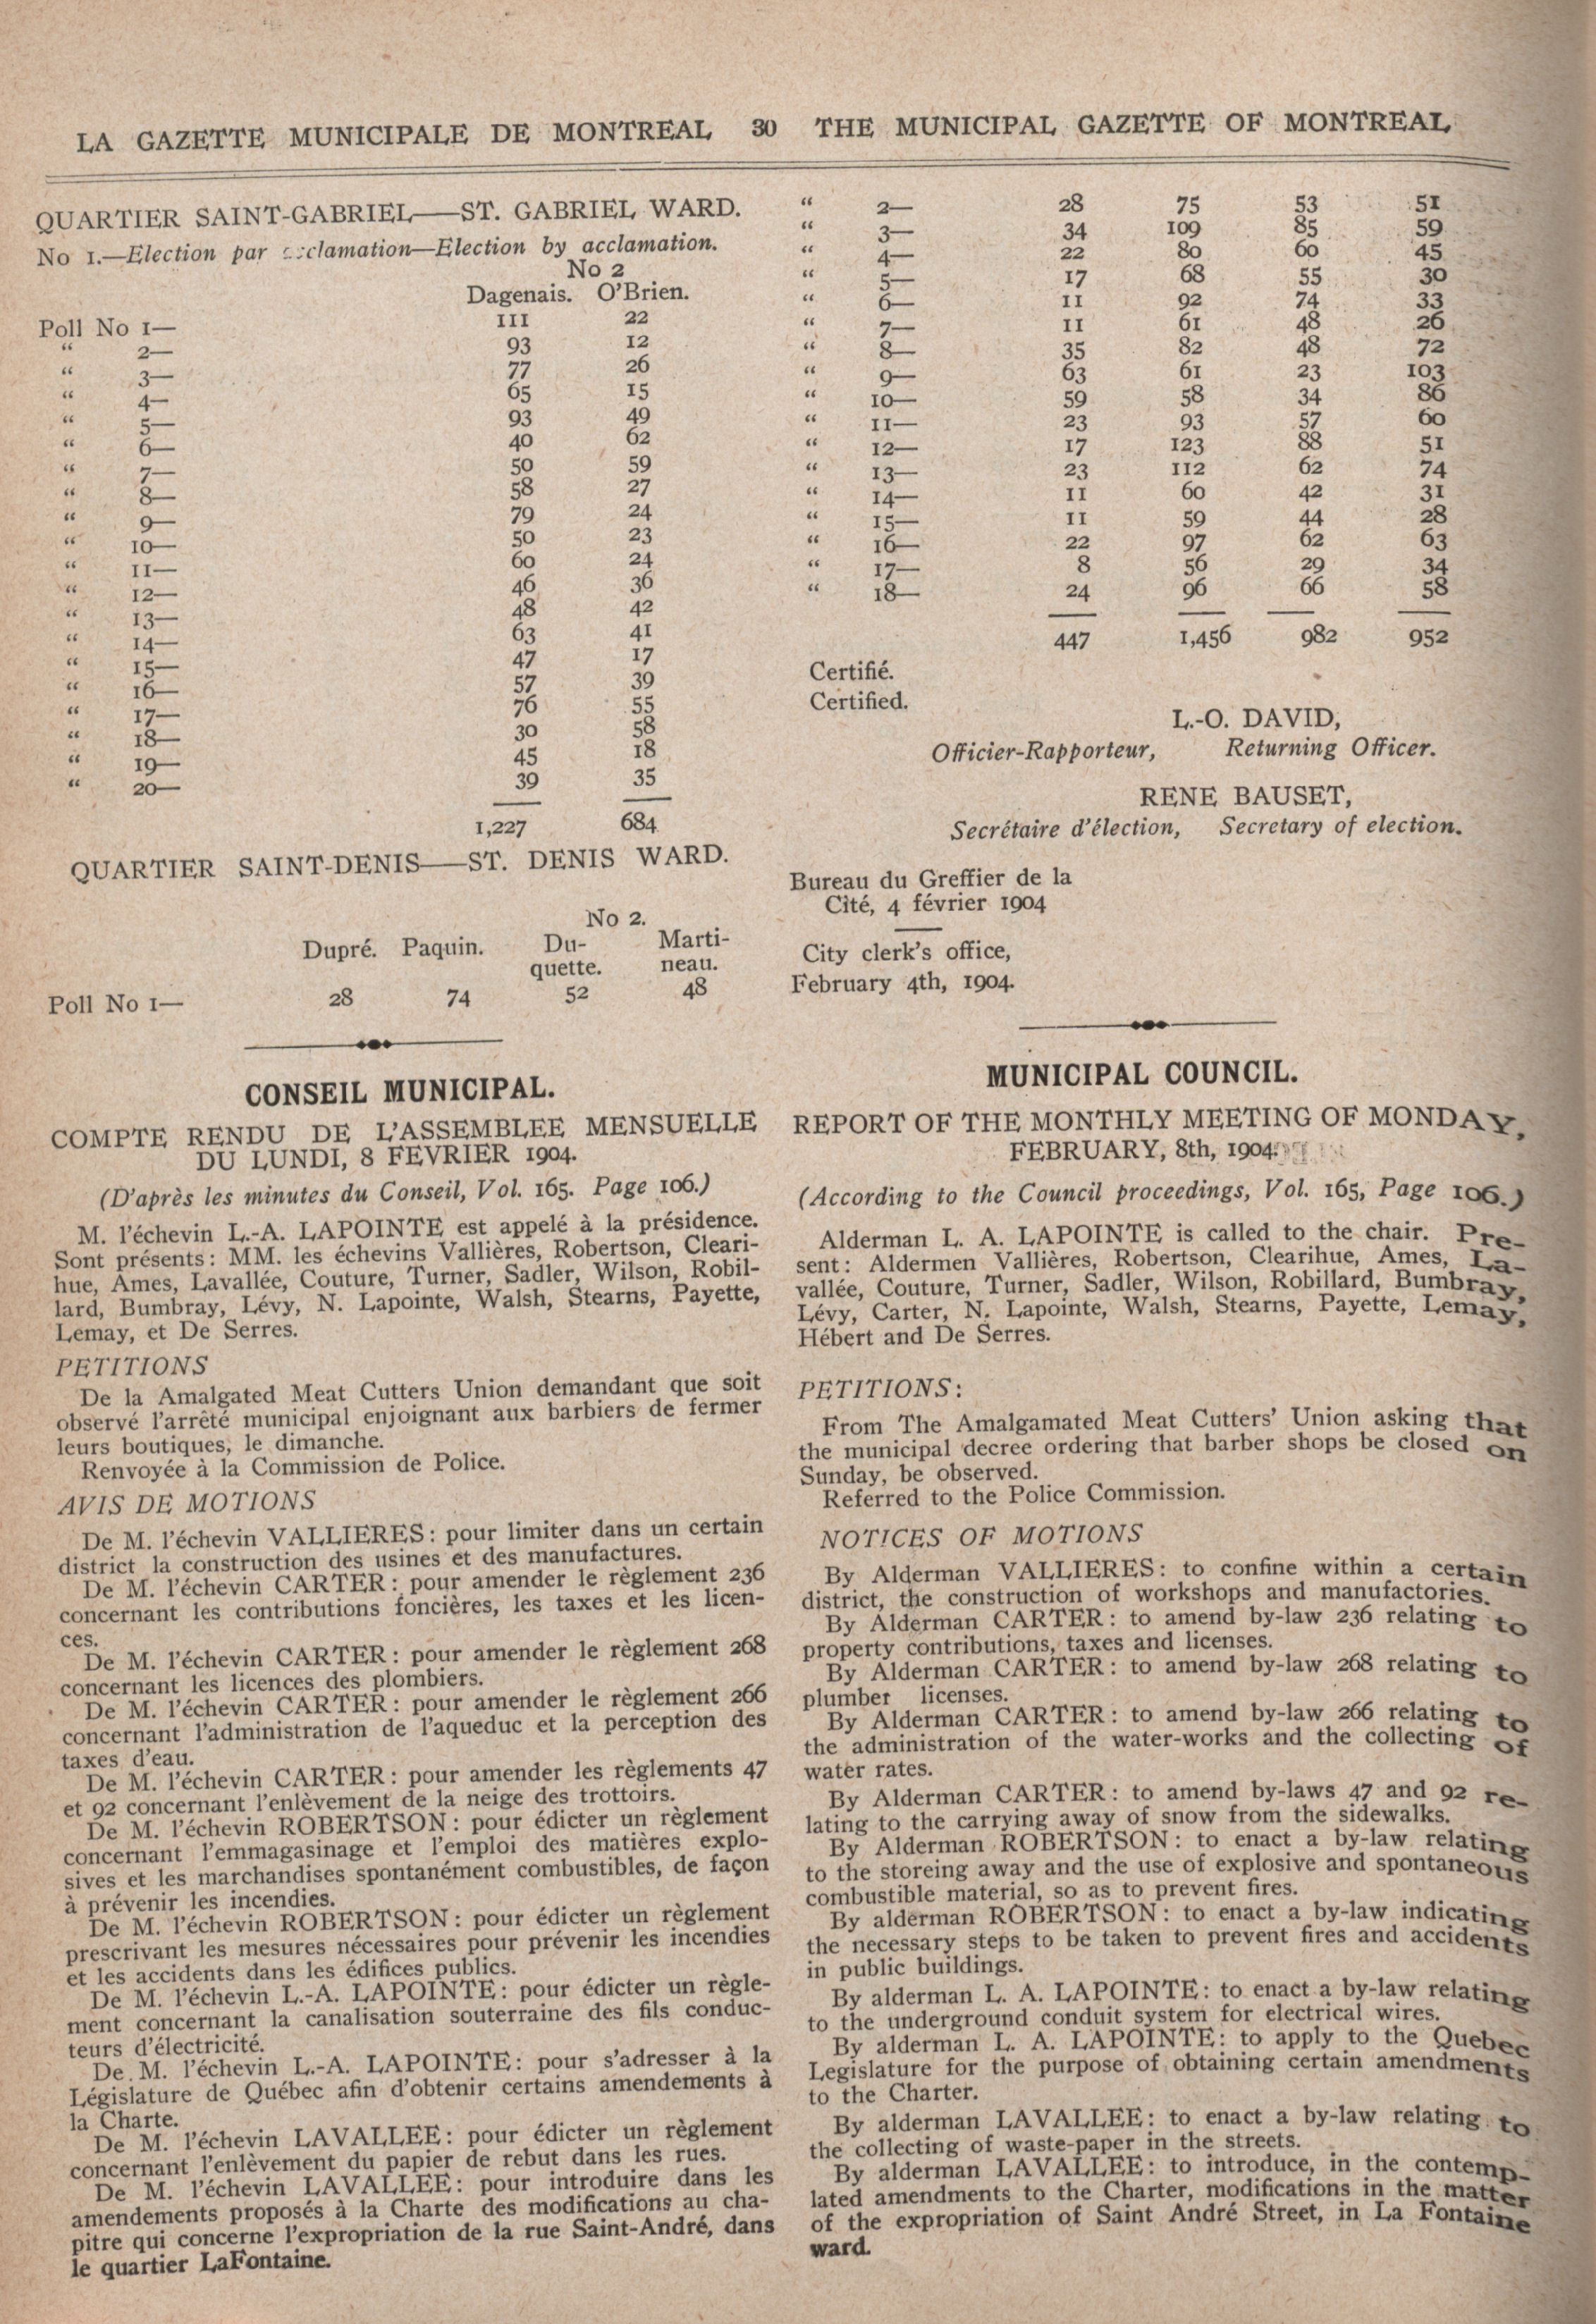 LA GAZETTE MUNICIPALE DE MONTREAL 30 THE MUNICIPAL GAZETTE OF MONTREAL
QUARTIER SAINT-GABRIEL——ST. GABRIEL WARD.
No 1.—Election par clamation—Election by acclamation.
No 2
Dagenais. O'Brien.
Poll No 1— 111 22
“ 2— 93 12
“ 3— 77 26
“ 4— 65 15
“ 5— 93 49
“ 6— 40 62
“ 7— 50 59
“ 8— 58 27
“ 9— 79 24
“ 10— 50 23
“ 11— 60 24
“ 12— 46 36
“ 13— 48 42
“ 14— 63 41
“ 15— 47 17
“ 16— 57 39
“ 17— 76 55
“ 18— 30 58
“ 19— 45 18
“ 20— 39 35
1,227 684
QUARTIER SAINT-DENIS——ST. DENIS WARD.
No 2.
Dupré. Paquin. Du- Marti-
quette. neau.
Poll No 1— 28 74 52 48
“ 2— 28 75 53 51
“ 3— 34 109 85 59
“ 4— 22 80 60 45
“ 5— 17 68 55 30
“ 6— 11 92 74 33
“ 7— 11 61 48 26
“ 8— 35 82 48 72
“ 9— 63 61 23 103
“ 10— 59 58 34 86
“ 11— 23 93 57 60
“ 12— 17 123 88 51
“ 13— 23 112 62 74
“ 14— 11 60 42 31
“ 15— 11 59 44 28
“ 16— 22 97 62 63
“ 17— 8 56 29 34
“ 18— 24 96 66 58
447 1,456 982 952
Certifié.
Certified.
L.-O. DAVID,
Officier-Rapporteur, Returning Officer.
RENE BAUSET,
Secrétaire d'élection, Secretary of election.
Bureau du Greffier de la
Cité, 4 février 1904
City clerk's office,
February 4th, 1904.
CONSEIL MUNICIPAL.
COMPTE RENDU DE L'ASSEMBLEE MENSUELLE
DU LUNDI, 8 FEVRIER 1904.
(D'après les minutes du Conseil, Vol. 165. Page 106.)
M. l'échevin L.-A. LAPOINTE est appelé à la présidence.
Sont présents: MM. les échevins Vallières, Robertson, Cleari-
hue, Ames, Lavallée, Couture, Turner, Sadler, Wilson, Robil-
lard, Bumbray, Lévy, N. Lapointe, Walsh, Stearns, Payette,
Lemay, et De Serres.
PETITIONS
De la Amalgated Meat Cutters Union demandant que soit
observé l'arrêté municipal enjoignant aux barbiers de fermer
leurs boutiques, le dimanche.
Renvoyée à la Commission de Police.
AVIS DE MOTIONS
De M. l'échevin VALLIERES: pour limiter dans un certain
district la construction des usines et des manufactures.
De M. l'échevin CARTER: pour amender le règlement 236
concernant les contributions foncières, les taxes et les licen-
ces.
De M. l'échevin CARTER: pour amender le règlement 268
concernant les licences des plombiers.
De M. l'échevin CARTER: pour amender le règlement 266
concernant l'administration de l'aqueduc et la perception des
taxes d'eau.
De M. l'échevin CARTER: pour amender les règlements 47
et 92 concernant l'enlèvement de la neige des trottoirs.
De M. l'échevin ROBERTSON: pour édicter un règlement
concernant l'emmagasinage et l'emploi des matières explo-
sives et les marchandises spontanément combustibles, de façon
à prévenir les incendies.
De M. l'échevin ROBERTSON: pour édicter un règlement
prescrivant les mesures nécessaires pour prévenir les incendies
et les accidents dans les édifices publics.
De M. l'échevin L.-A. LAPOINTE: pour édicter un règle-
ment concernant la canalisation souterraine des fils conduc-
teurs d'électricité.
De M. l'échevin L.-A. LAPOINTE: pour s'adresser à la
Législature de Québec afin d'obtenir certains amendements à
la Charte.
De M. l'échevin LAVALLEE: pour édicter un règlement
concernant l'enlèvement du papier de rebut dans les rues.
De M. l'échevin LAVALLEE: pour introduire dans les
amendements proposés à la Charte des modifications au cha-
pitre qui concerne l'expropriation de la rue Saint-André, dans
le quartier LaFontaine.
MUNICIPAL COUNCIL.
REPORT OF THE MONTHLY MEETING OF MONDAY,
FEBRUARY, 8th, 1904.
(According to the Council proceedings, Vol. 165, Page 106.)
Alderman L. A. LAPOINTE is called to the chair. Pre-
sent: Aldermen Vallières, Robertson, Clearihue, Ames, La-
vallée, Couture, Turner, Sadler, Wilson, Robillard, Bumbray,
Lévy, Carter, N. Lapointe, Walsh, Stearns, Payette, Lemay,
Hébert and De Serres.
PETITIONS:
From The Amalgamated Meat Cutters' Union asking that
the municipal decree ordering that barber shops be closed on
Sunday, be observed.
Referred to the Police Commission.
NOTICES OF MOTIONS
By Alderman VALLIERES: to confine within a certain
district, the construction of workshops and manufactories.
By Alderman CARTER: to amend by-law 236 relating to
property contributions, taxes and licenses.
By Alderman CARTER: to amend by-law 268 relating to
plumber licenses.
By Alderman CARTER: to amend by-law 266 relating to
the administration of the water-works and the collecting of
water rates.
By Alderman CARTER: to amend by-laws 47 and 92 re-
lating to the carrying away of snow from the sidewalks.
By Alderman ROBERTSON: to enact a by-law relating
to the storeing away and the use of explosive and spontaneous
combustible material, so as to prevent fires.
By alderman ROBERTSON: to enact a by-law indicating
the necessary steps to be taken to prevent fires and accidents
in public buildings.
By alderman L. A. LAPOINTE: to enact a by-law relating
to the underground conduit system for electrical wires.
By alderman L. A. LAPOINTE: to apply to the Quebec
Legislature for the purpose of obtaining certain amendments
to the Charter.
By alderman LAVALLEE: to enact a by-law relating to
the collecting of waste-paper in the streets.
By alderman LAVALLEE: to introduce, in the contemp-
lated amendments to the Charter, modifications in the matter
of the expropriation of Saint André Street, in La Fontaine
ward.